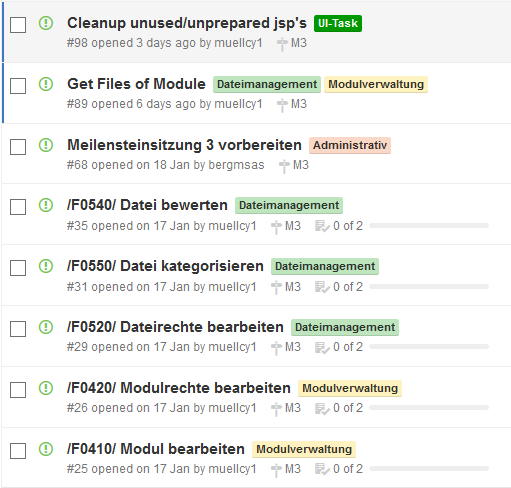 Cleanup unused/unprepared jsp's UI-Task
#98 opened 3 days ago by muellcy1 M3
Get Files of Module Dateimanagement Modulverwaltung
#89 opened 6 days ago by muellcy1 M3
Meilensteinsitzung 3 vorbereiten Administrativ
#68 opened on 18 Jan by bergmsas M3
/F0540/ Datei bewerten Dateimanagement
#35 opened on 17 Jan by muellcy1 M3 0 of 2
/F0550/ Datei kategorisieren Dateimanagement
#31 opened on 17 Jan by muellcy1 M3 0 of 2
/F0520/ Dateirechte bearbeiten Dateimanagement
#29 opened on 17 Jan by muellcy1 M3 0 of 2
/F0420/ Modulrechte bearbeiten Modulverwaltung
#26 opened on 17 Jan by muellcy1 M3 0 of 2
/F0410/ Modul bearbeiten Modulverwaltung
#25 opened on 17 Jan by muellcy1 M3 0 of 2